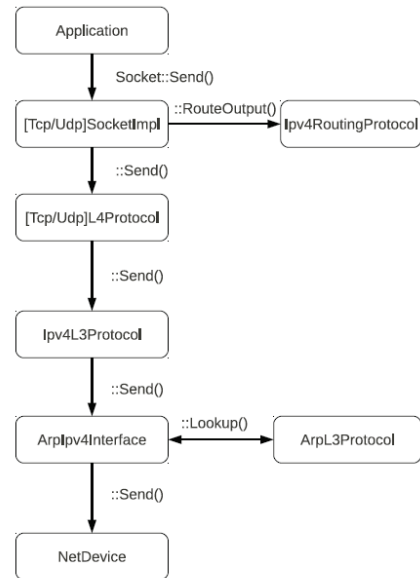 Application
Socket::Send()
[Tcp/Udp]SocketImpl
::RouteOutput()
Ipv4RoutingProtocol
::Send()
[Tcp/Udp]L4Protocol
::Send()
Ipv4L3Protocol
::Send()
ArpIpv4Interface
::Lookup()
ArpL3Protocol
::Send()
NetDevice